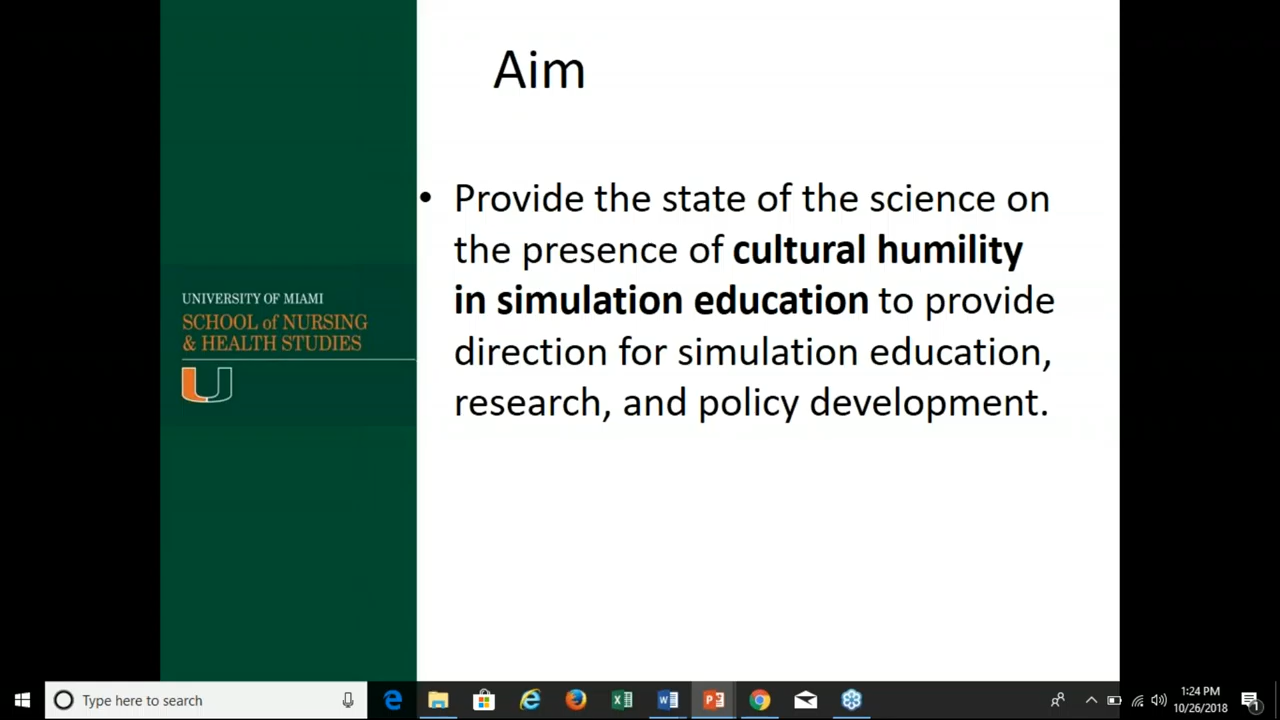 Aim
• Provide the state of the science on
the presence of cultural humility
in simulation education to provide
direction for simulation education,
research, and policy development.
UNIVERSITY OF MIAMI
SCHOOL of NURSING
& HEALTH STUDIES
Type here to search
1:24 PM
10/26/2018